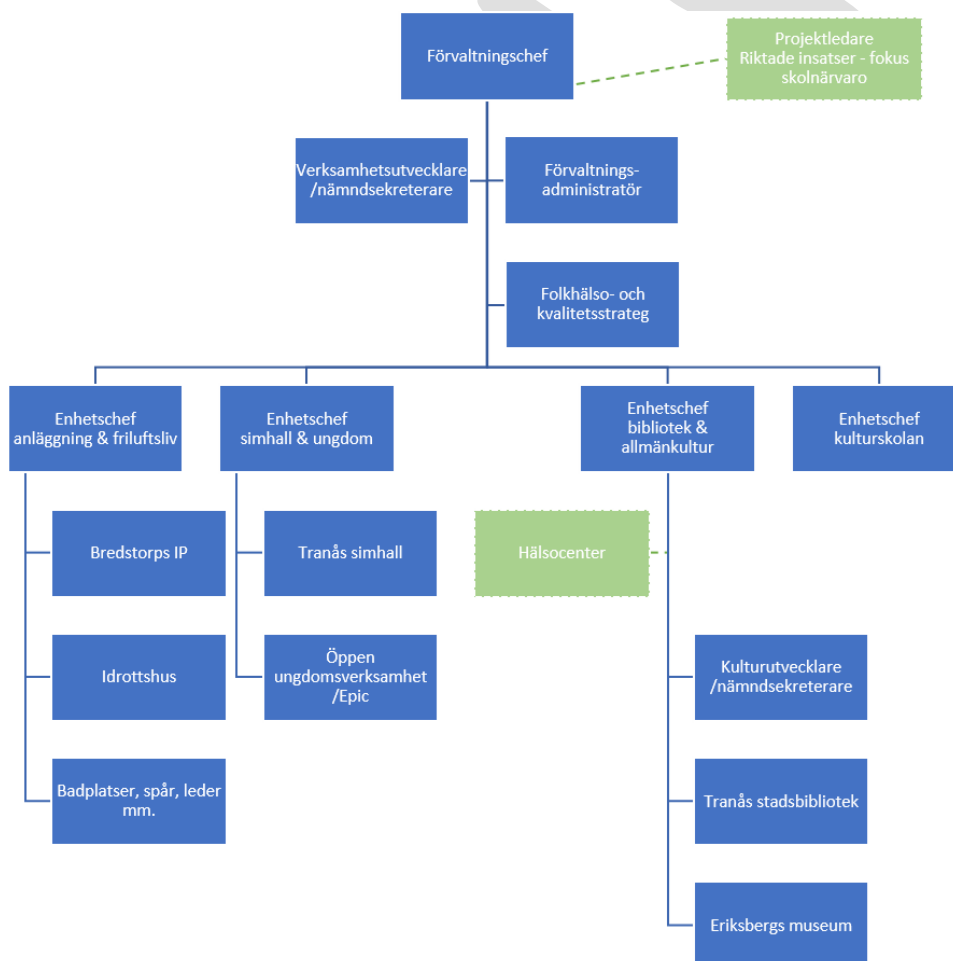 Förvaltningschef
Projektledare
Riktade insatser - fokus
skolnärvaro
Verksamhetsutvecklare
/nämndsekreterare
Förvaltnings-
administratör
Folkhälso- och
kvalitetsstrateg
Enhetschef
anläggning & friluftsliv
Enhetschef
simhall & ungdom
Enhetschef
bibliotek &
allmänkultur
Enhetschef
kulturskolan
Bredstorps IP
Tranås simhall
Hälsocenter
Idrottshus
Öppen
ungdomsverksamhet
/Epic
Kulturutvecklare
/nämndsekreterare
Badplatser, spår, leder
mm.
Tranås stadsbibliotek
Eriksbergs museum